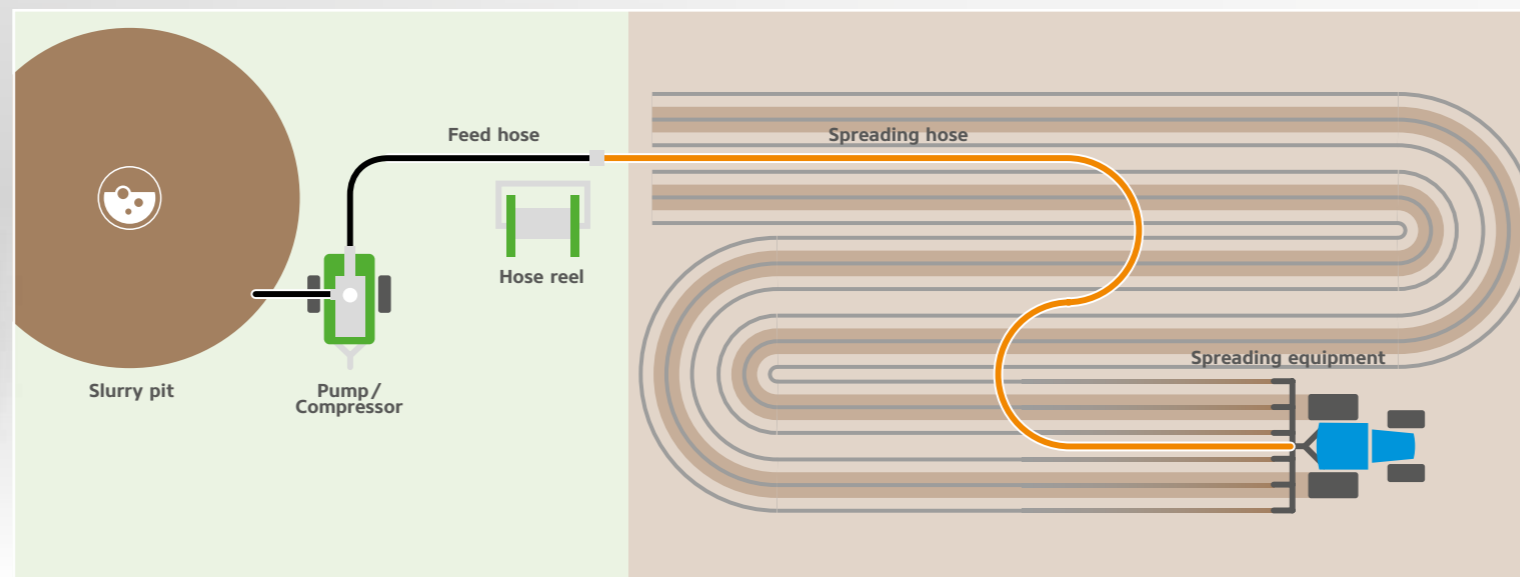 Feed hose
Spreading hose
Hose reel
Slurry pit
Pump/
Compressor
Spreading equipment